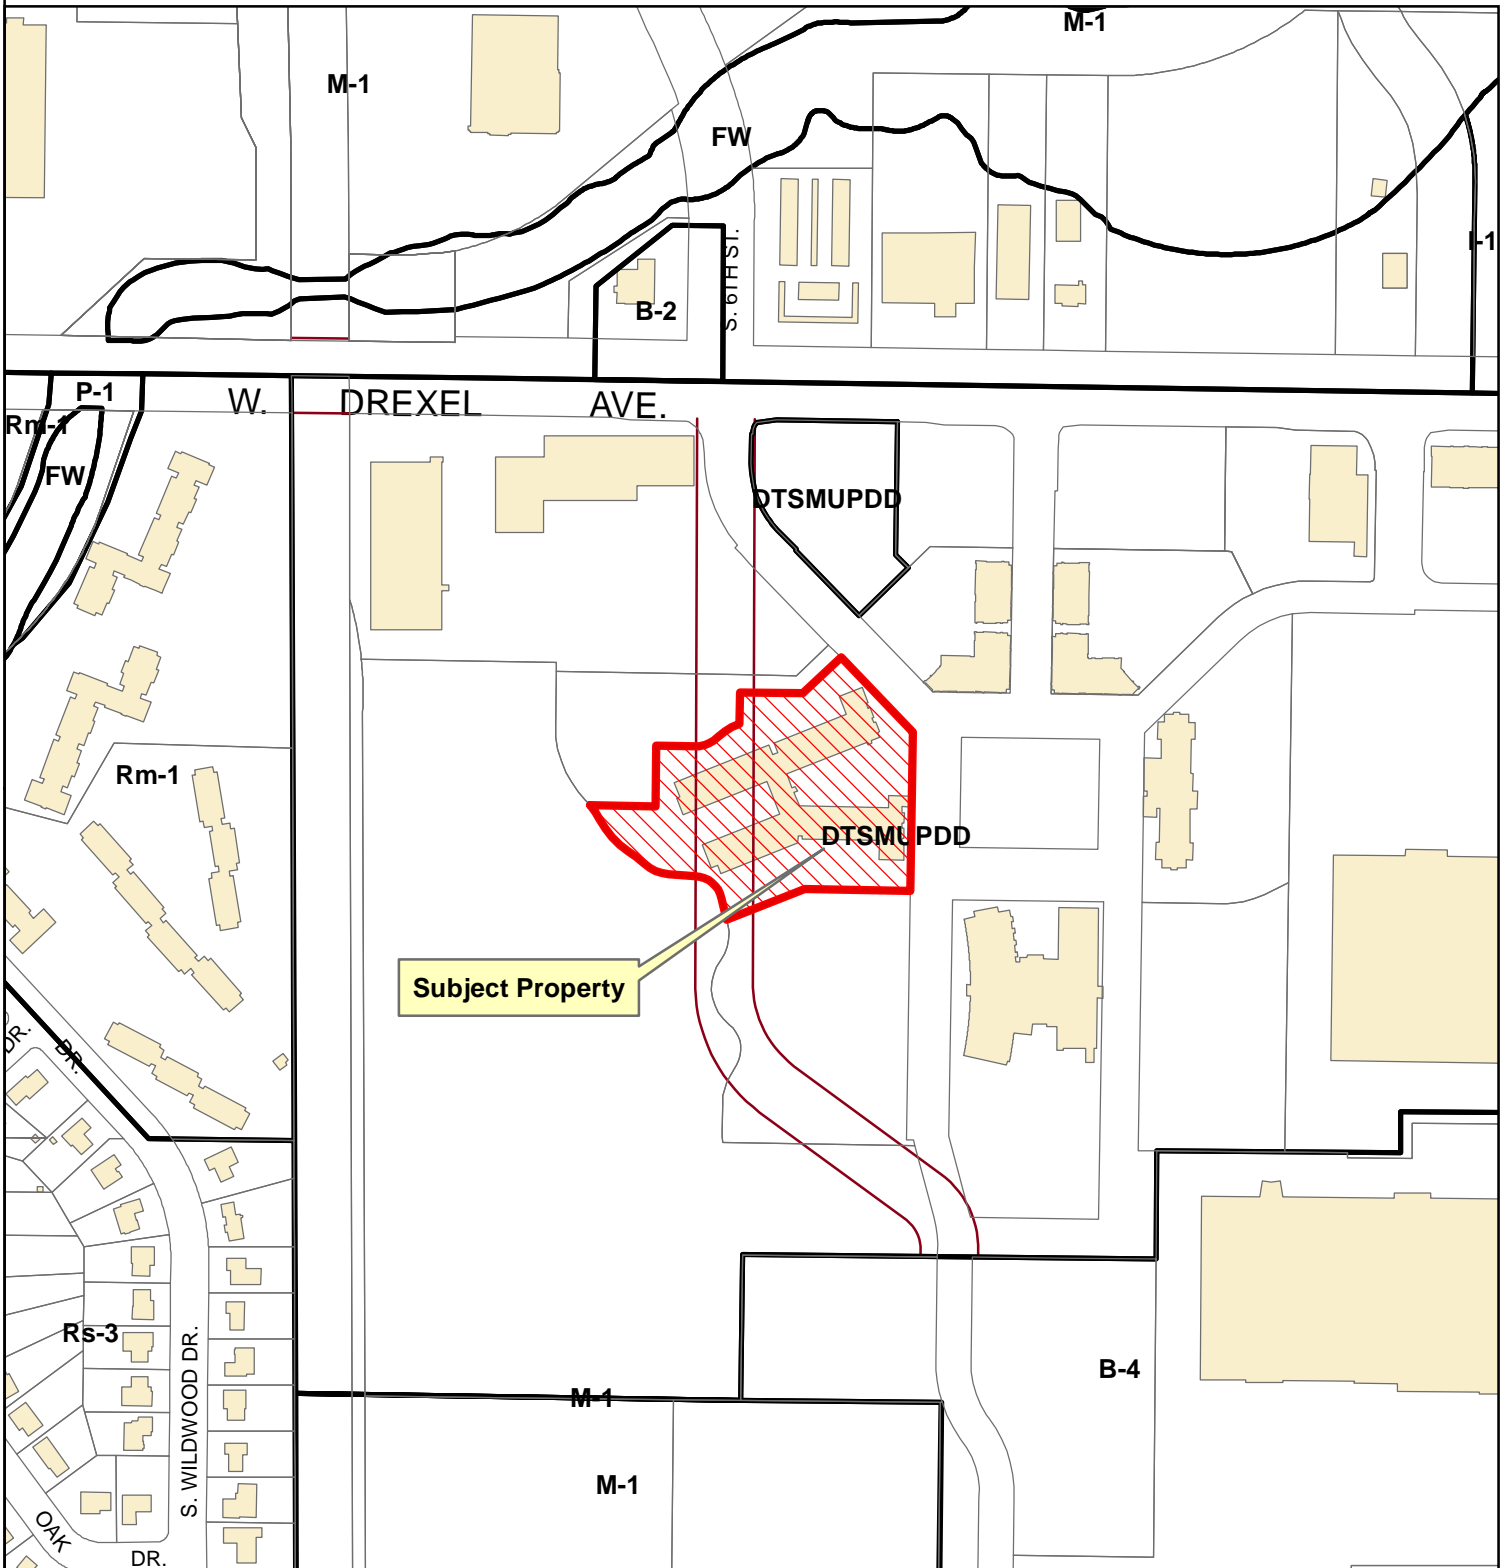 M-1
M-1
FW
I-1
S. 6TH ST.
B-2
P-1
W. DREXEL AVE.
Rm-1
FW
DTSMUPDD
Rm-1
DTSMUPDD
Subject Property
DR.
DR.
Rs-3
S. WILDWOOD DR.
B-4
M-1
M-1
OAK
DR.